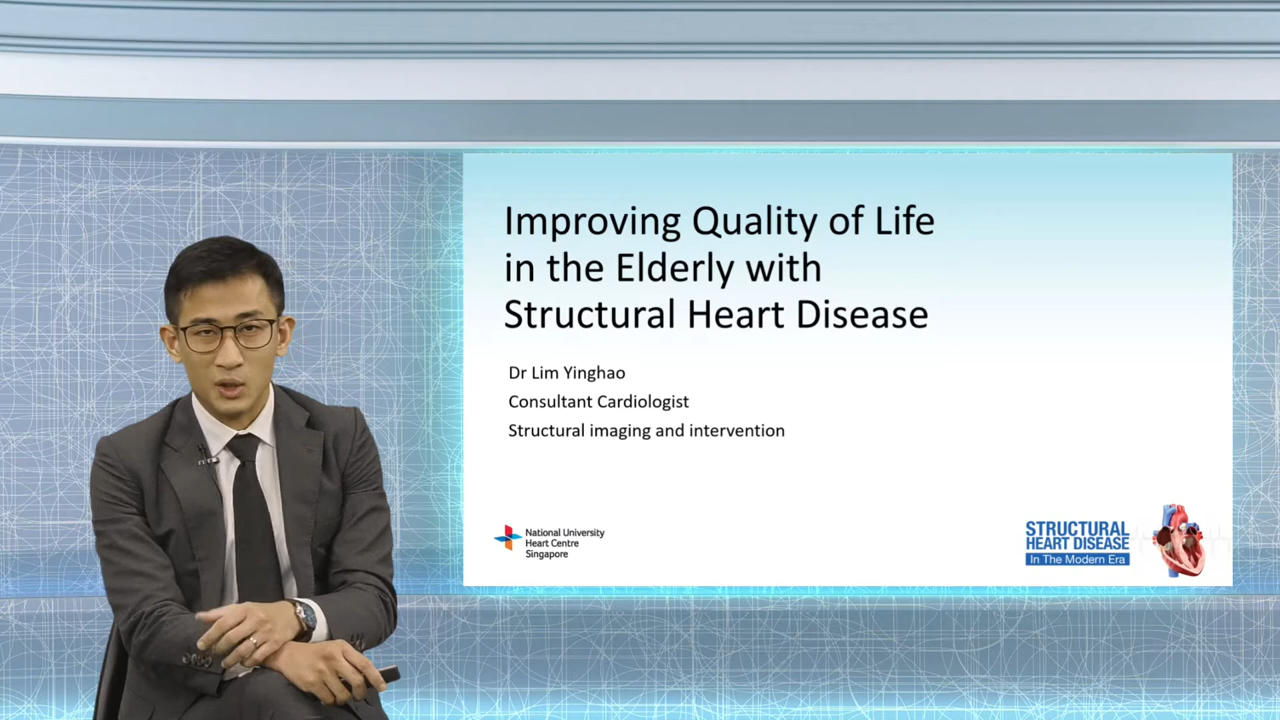 Improving Quality of Life
in the Elderly with
Structural Heart Disease
Dr Lim Yinghao
Consultant Cardiologist
Structural imaging and intervention
National University
Heart Centre
Singapore
STRUCTURAL
HEART DISEASE
In The Modern Era